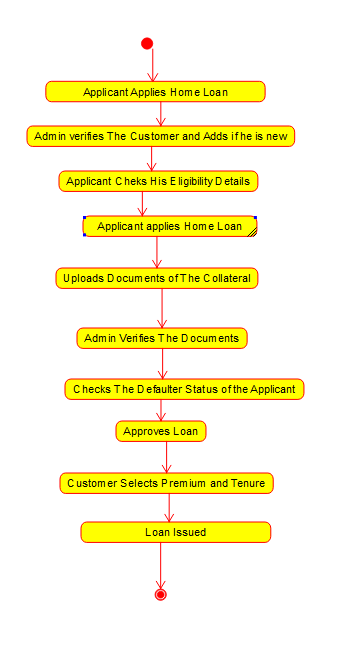 Applicant Applies Home Loan
Admin verifies The Customer and Adds if he is new
Applicant Cheks His Eligibility Details
Applicant applies Home Loan
Uploads Documents of The Collateral
Admin Verifies The Documents
Checks The Defaulter Status of the Applicant
Approves Loan
Customer Selects Premium and Tenure
Loan Issued